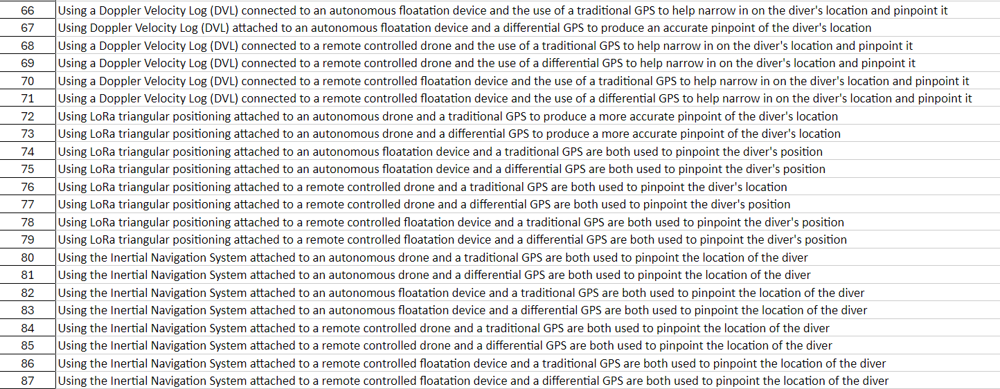 66 Using a Doppler Velocity Log (DVL) connected to an autonomous floatation device and the use of a traditional GPS to help narrow in on the diver's location and pinpoint it
67 Using Doppler Velocity Log (DVL) attached to an autonomous floatation device and a differential GPS to produce an accurate pinpoint of the diver's location
68 Using a Doppler Velocity Log (DVL) connected to a remote controlled drone and the use of a traditional GPS to help narrow in on the diver's location and pinpoint it
69 Using a Doppler Velocity Log (DVL) connected to a remote controlled drone and the use of a differential GPS to help narrow in on the diver's location and pinpoint it
70 Using a Doppler Velocity Log (DVL) connected to a remote controlled floatation device and the use of a traditional GPS to help narrow in on the diver's location and pinpoint it
71 Using a Doppler Velocity Log (DVL) connected to a remote controlled floatation device and the use of a differential GPS to help narrow in on the diver's location and pinpoint it
72 Using LoRa triangular positioning attached to an autonomous drone and a traditional GPS to produce a more accurate pinpoint of the diver's location
73 Using LoRa triangular positioning attached to an autonomous drone and a differential GPS to produce a more accurate pinpoint of the diver's location
74 Using LoRa triangular positioning attached to an autonomous floatation device and a traditional GPS are both used to pinpoint the diver's position
75 Using LoRa triangular positioning attached to an autonomous floatation device and a differential GPS are both used to pinpoint the diver's position
76 Using LoRa triangular positioning attached to a remote controlled drone and a traditional GPS are both used to pinpoint the diver's location
77 Using LoRa triangular positioning attached to a remote controlled drone and a differential GPS are both used to pinpoint the diver's position
78 Using LoRa triangular positioning attached to a remote controlled floatation device and a traditional GPS are both used to pinpoint the diver's position
79 Using LoRa triangular positioning attached to a remote controlled floatation device and a differential GPS are both used to pinpoint the diver's position
80 Using the Inertial Navigation System attached to an autonomous drone and a traditional GPS are both used to pinpoint the location of the diver
81 Using the Inertial Navigation System attached to an autonomous drone and a differential GPS are both used to pinpoint the location of the diver
82 Using the Inertial Navigation System attached to an autonomous floatation device and a traditional GPS are both used to pinpoint the location of the diver
83 Using the Inertial Navigation System attached to an autonomous floatation device and a differential GPS are both used to pinpoint the location of the diver
84 Using the Inertial Navigation System attached to a remote controlled drone and a traditional GPS are both used to pinpoint the location of the diver
85 Using the Inertial Navigation System attached to a remote controlled drone and a differential GPS are both used to pinpoint the location of the diver
86 Using the Inertial Navigation System attached to a remote controlled floatation device and a traditional GPS are both used to pinpoint the location of the diver
87 Using the Inertial Navigation System attached to a remote controlled floatation device and a differential GPS are both used to pinpoint the location of the diver